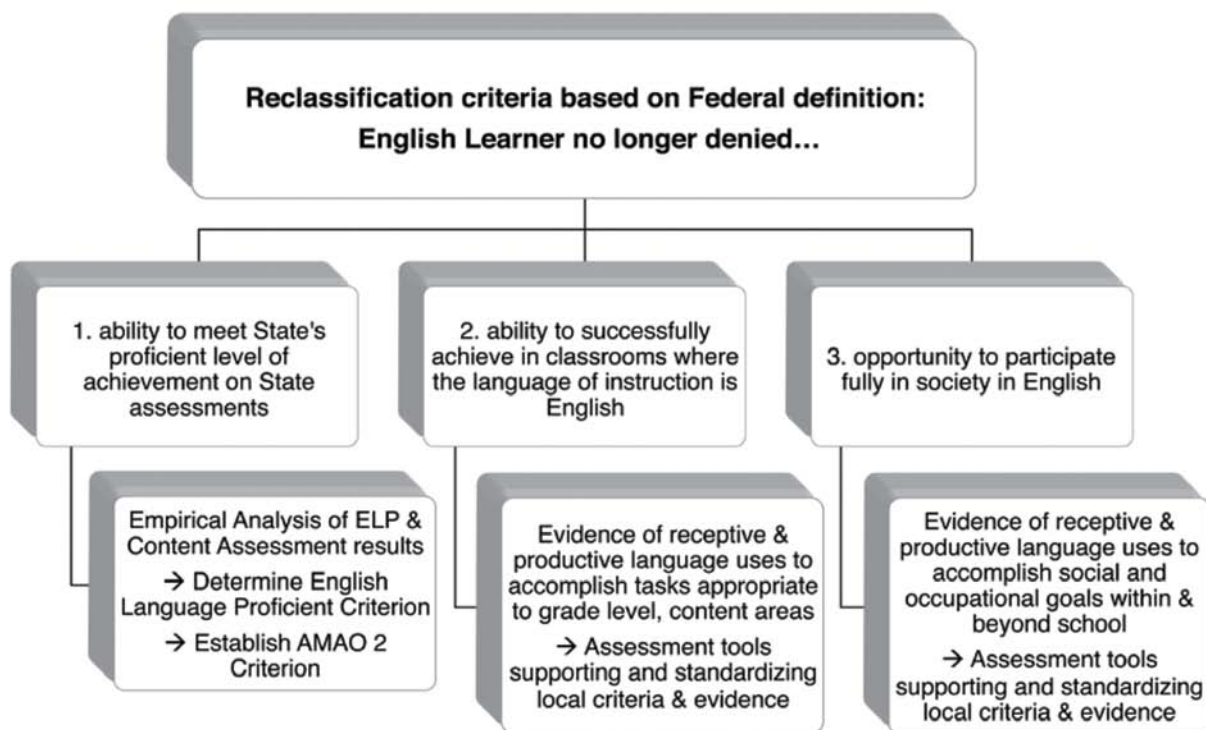 Reclassification criteria based on Federal definition:
English Learner no longer denied…
1. ability to meet State's
proficient level of
achievement on State
assessments
2. ability to successfully
achieve in classrooms where
the language of instruction is
English
3. opportunity to participate
fully in society in English
Empirical Analysis of ELP &
Content Assessment results
→ Determine English
Language Proficient Criterion
→ Establish AMAO 2
Criterion
Evidence of receptive &
productive language uses to
accomplish tasks appropriate
to grade level, content areas
→ Assessment tools
supporting and standardizing
local criteria & evidence
Evidence of receptive &
productive language uses to
accomplish social and
occupational goals within &
beyond school
→ Assessment tools
supporting and standardizing
local criteria & evidence